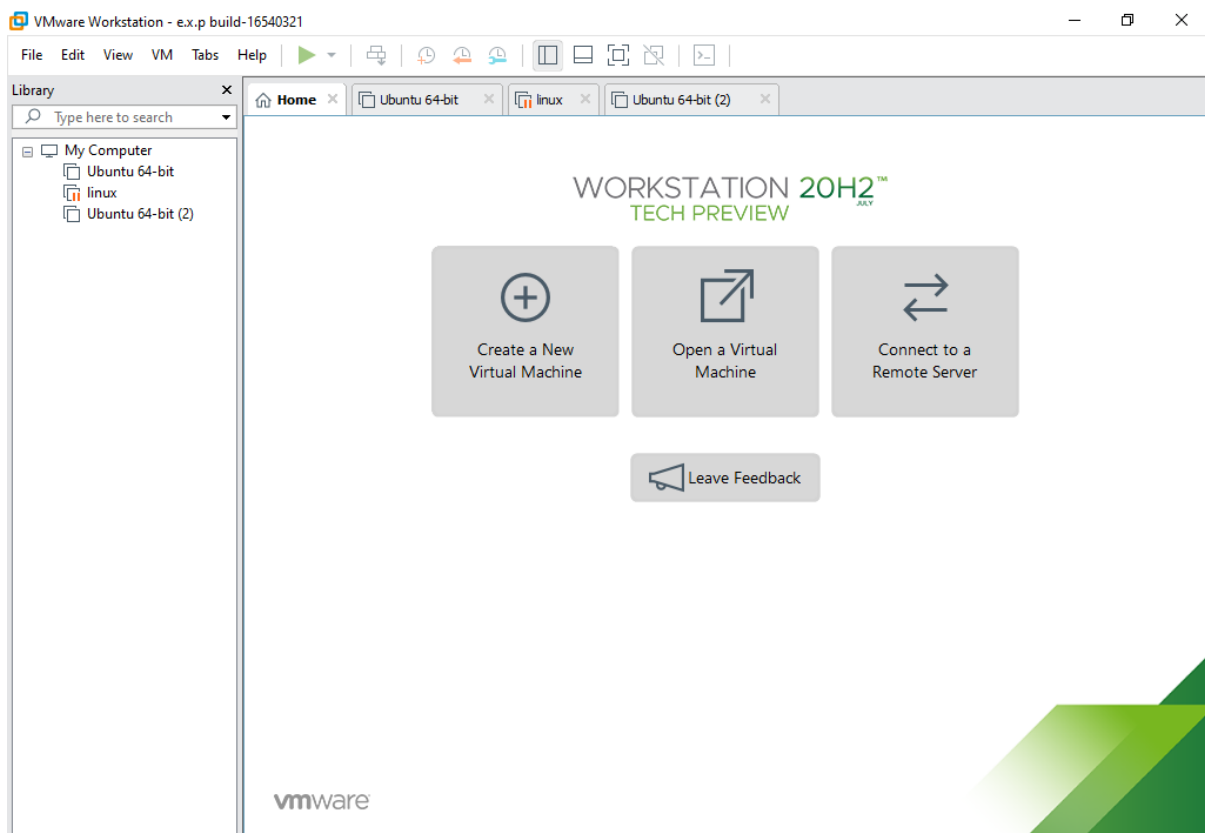 VMware Workstation - e.x.p build-16540321
File Edit View VM Tabs Help
Library
Type here to search
My Computer
Ubuntu 64-bit
linux
Ubuntu 64-bit (2)
Home Ubuntu 64-bit linux Ubuntu 64-bit (2)
WORKSTATION 20H2™
JULY
TECH PREVIEW
Create a New
Virtual Machine
Open a Virtual
Machine
Connect to a
Remote Server
Leave Feedback
vmware